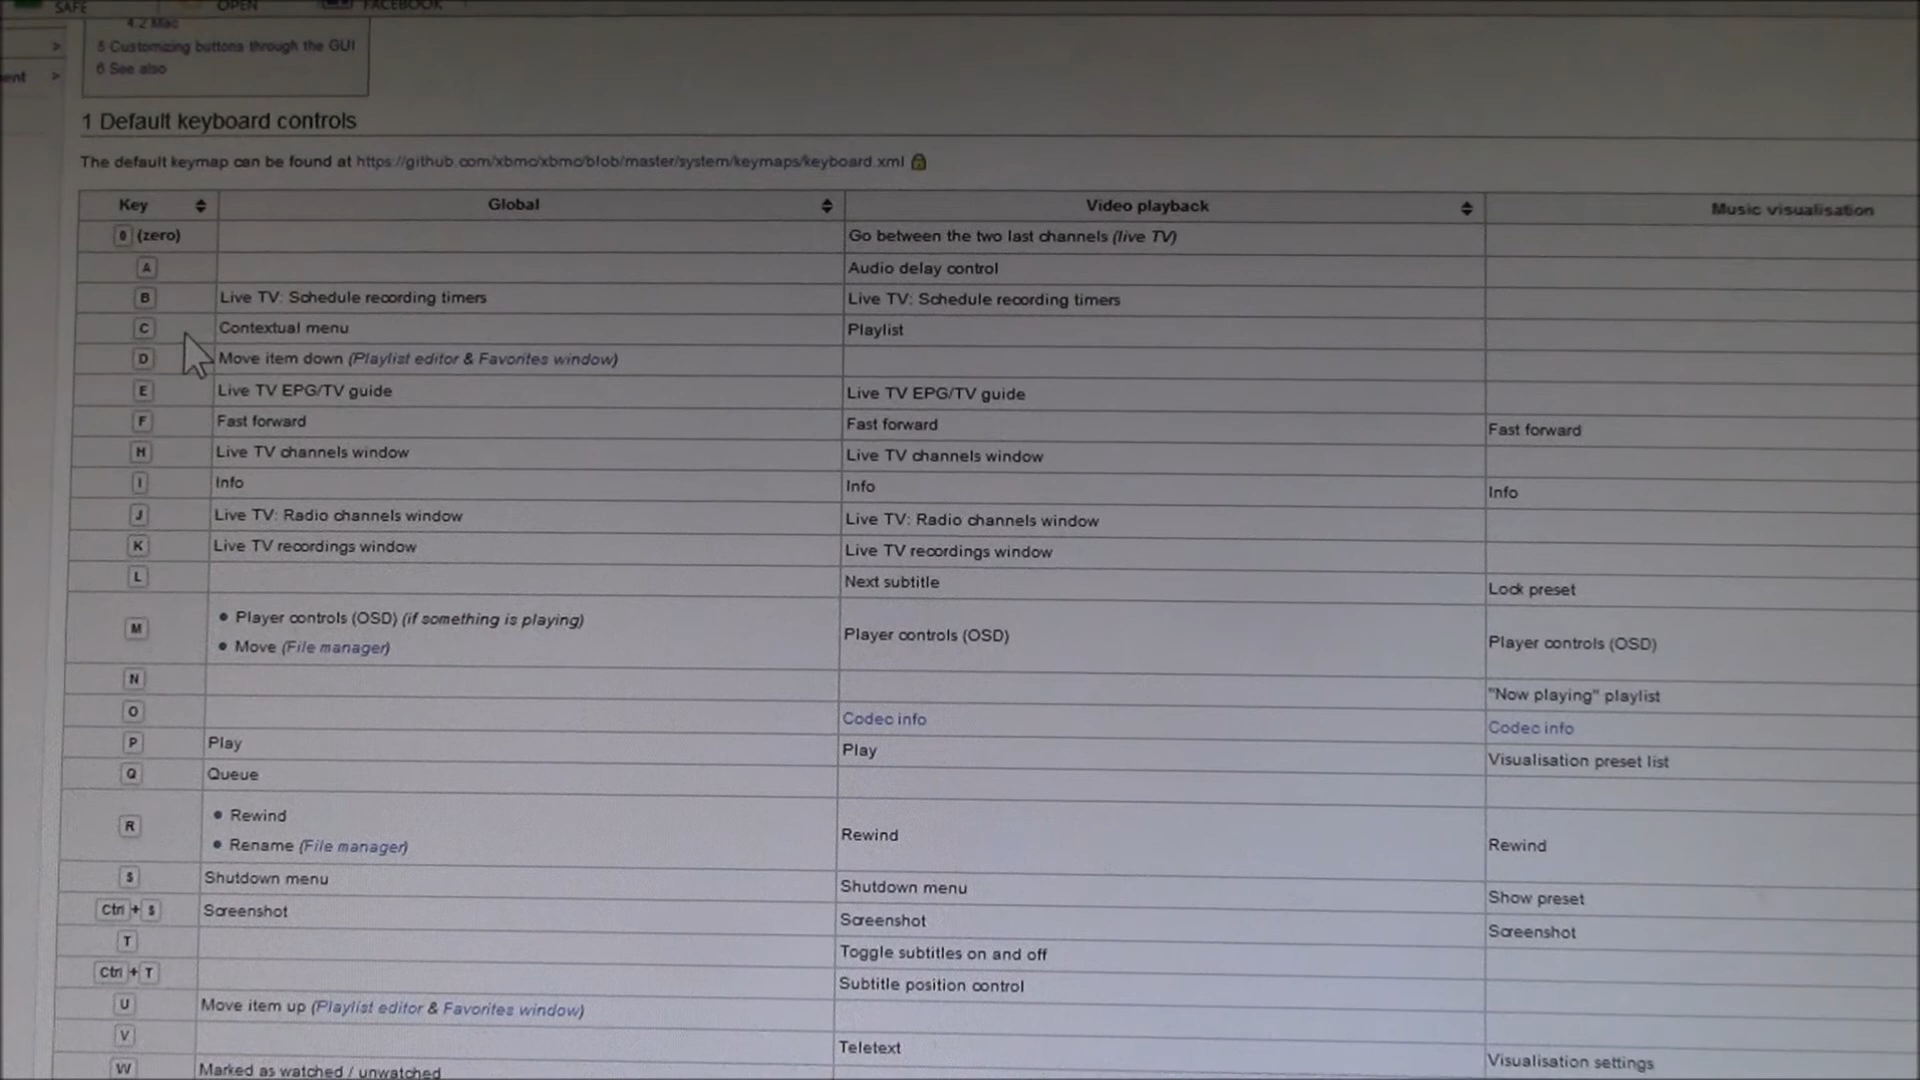 SAFE OPEN FACEBOOK
4.2 Mac
5 Customizing buttons through the GUI
6 See also
1 Default keyboard controls
The default keymap can be found at https://github.com/xbmc/xbmc/blob/master/system/keymaps/keyboard.xml
Key Global Video playback Music visualisation
0 (zero) Go between the two last channels (live TV)
A Audio delay control
B Live TV: Schedule recording timers Live TV: Schedule recording timers
C Contextual menu Playlist
D Move item down (Playlist editor & Favorites window)
E Live TV EPG/TV guide Live TV EPG/TV guide
F Fast forward Fast forward Fast forward
H Live TV channels window Live TV channels window
I Info Info Info
J Live TV: Radio channels window Live TV: Radio channels window
K Live TV recordings window Live TV recordings window
L Next subtitle Lock preset
M • Player controls (OSD) (if something is playing) Player controls (OSD) Player controls (OSD)
• Move (File manager)
N "Now playing" playlist
O Codec info Codec info
P Play Play Visualisation preset list
Q Queue
R • Rewind Rewind Rewind
• Rename (File manager)
S Shutdown menu Shutdown menu Show preset
Ctrl + S Screenshot Screenshot Screenshot
T Toggle subtitles on and off
Ctrl + T Subtitle position control
U Move item up (Playlist editor & Favorites window)
V Teletext Visualisation settings
W Marked as watched / unwatched